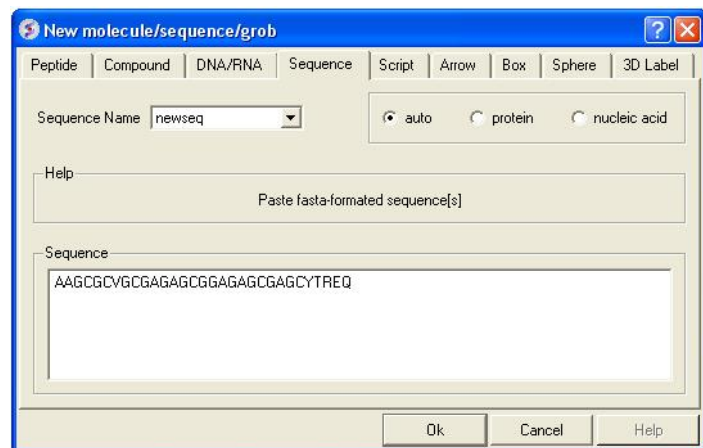 New molecule/sequence/grob
Peptide Compound DNA/RNA Sequence Script Arrow Box Sphere 3D Label
Sequence Name newseq auto protein nucleic acid
Help
Paste fasta-formated sequence[s]
Sequence
AAGCGCVGCGAGAGCGGAGAGCGAGCYTREQ
Ok Cancel Help